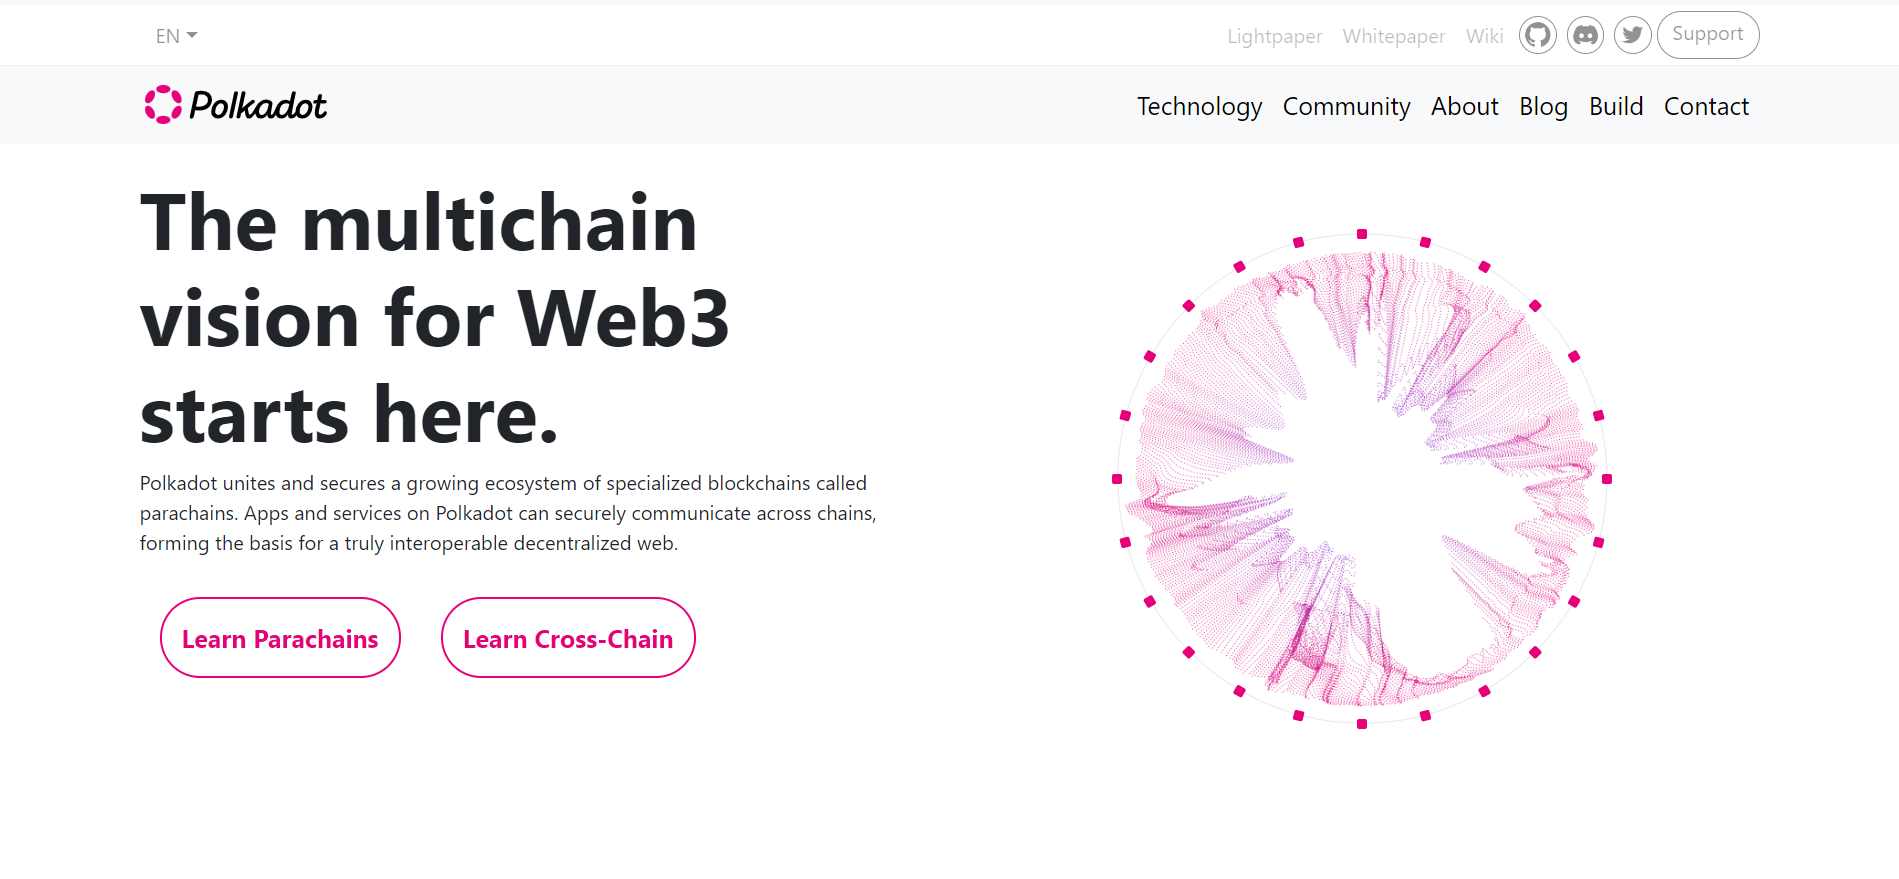 EN
Lightpaper Whitepaper Wiki Support
Polkadot
Technology Community About Blog Build Contact
The multichain
vision for Web3
starts here.
Polkadot unites and secures a growing ecosystem of specialized blockchains called
parachains. Apps and services on Polkadot can securely communicate across chains,
forming the basis for a truly interoperable decentralized web.
Learn Parachains Learn Cross-Chain